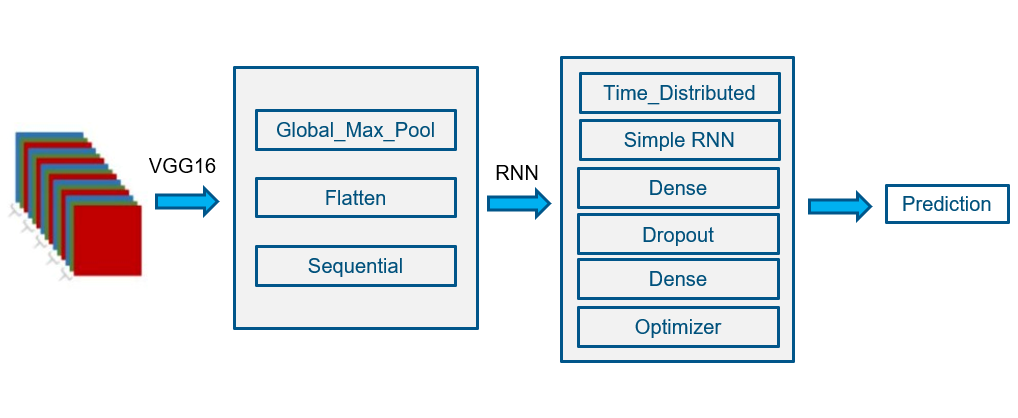 VGG16
Global_Max_Pool
Flatten
Sequential
RNN
Time_Distributed
Simple RNN
Dense
Dropout
Dense
Optimizer
Prediction